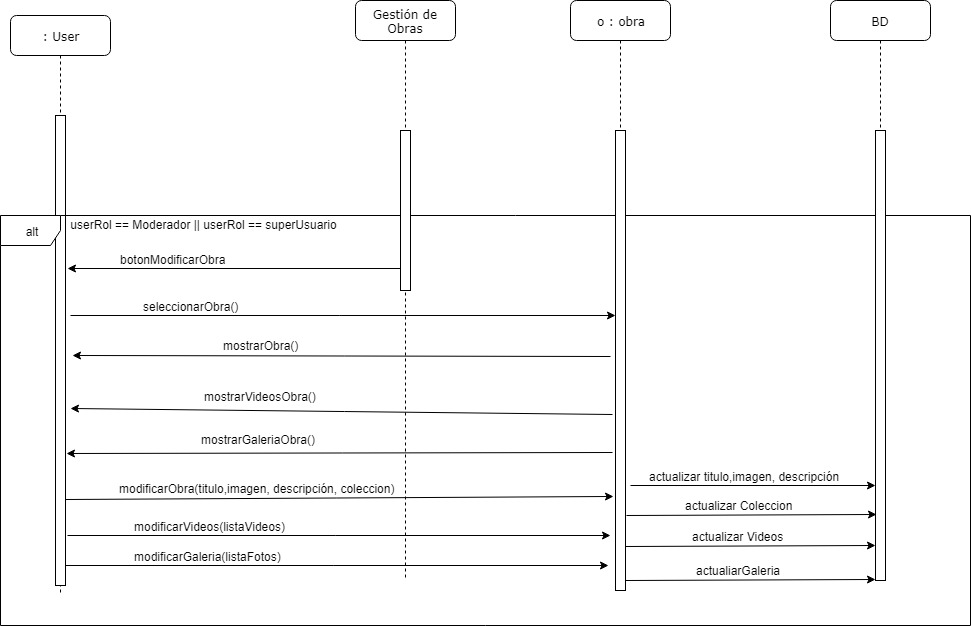 : User
Gestión de
Obras
o : obra
BD
alt
userRol == Moderador || userRol == superUsuario
botonModificarObra
seleccionarObra()
mostrarObra()
mostrarVideosObra()
mostrarGaleriaObra()
actualizar titulo,imagen, descripción
modificarObra(titulo,imagen, descripción, coleccion)
actualizar Coleccion
modificarVideos(listaVideos)
actualizar Videos
modificarGaleria(listaFotos)
actualiarGaleria